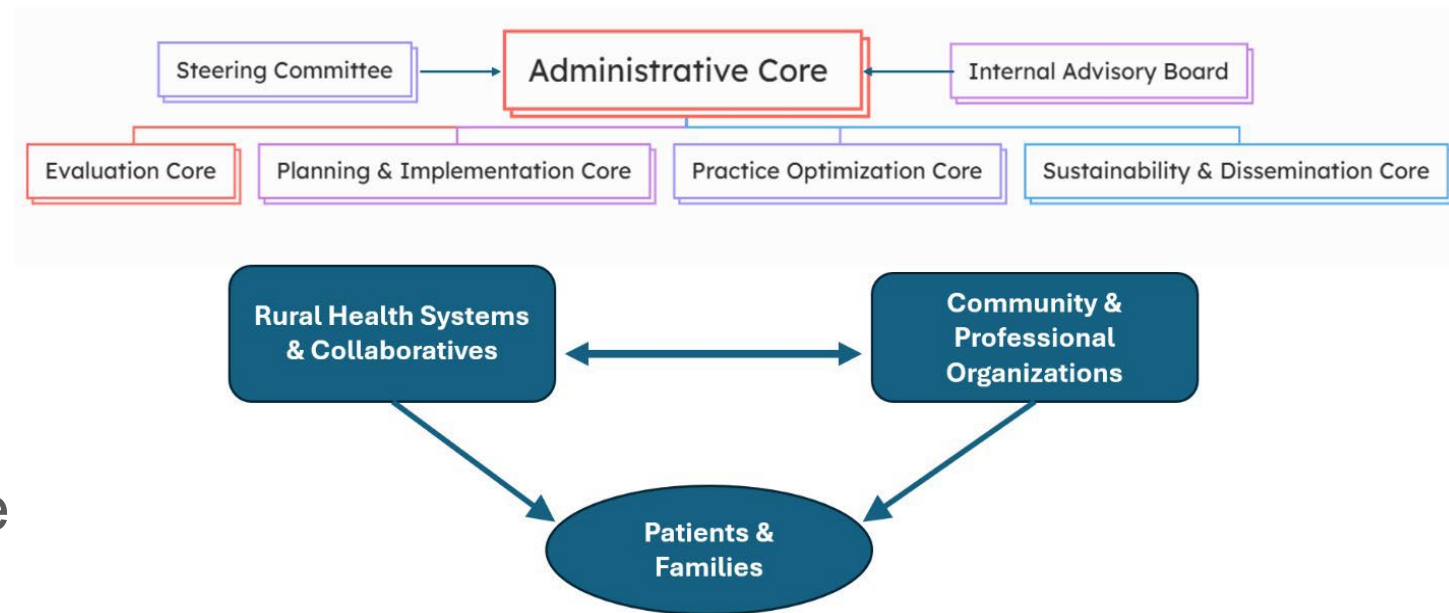 Steering Committee
Administrative Core
Internal Advisory Board
Evaluation Core
Planning & Implementation Core
Practice Optimization Core
Sustainability & Dissemination Core
Rural Health Systems
& Collaboratives
Community &
Professional
Organizations
e
Patients &
Families